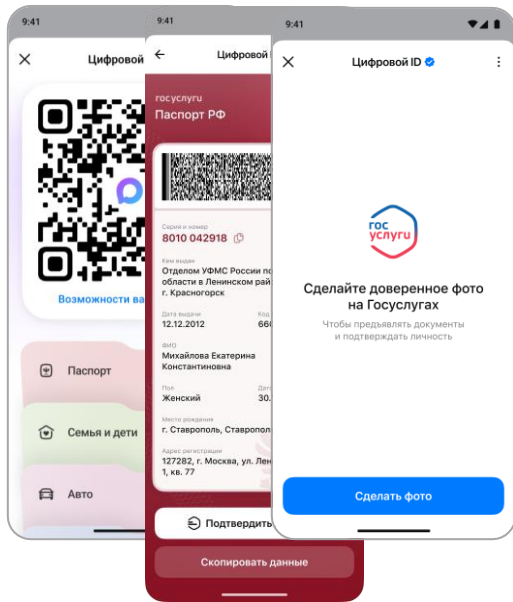 9:41
Цифровой
Возможности ва
Паспорт
Семья и дети
Авто
9:41
Цифровой
госуслуги
Паспорт РФ
Серия и номер
8010 042918
Кем выдан
Отделом УФМС России по
области в Ленинском рай
г. Красногорск
Дата выдачи
Код
12.12.2012
660
ФИО
Михайлова Екатерина
Константиновна
Пол
Дат
Женский
30.
Место рождения
г. Ставрополь, Ставропол
Адрес регистрации
127282, г. Москва, ул. Лен
1, кв. 77
Подтвердить
Скопировать данные
9:41
Цифровой ID
гос
услуги
Сделайте доверенное фото
на Госуслугах
Чтобы предъявлять документы
и подтверждать личность
Сделать фото